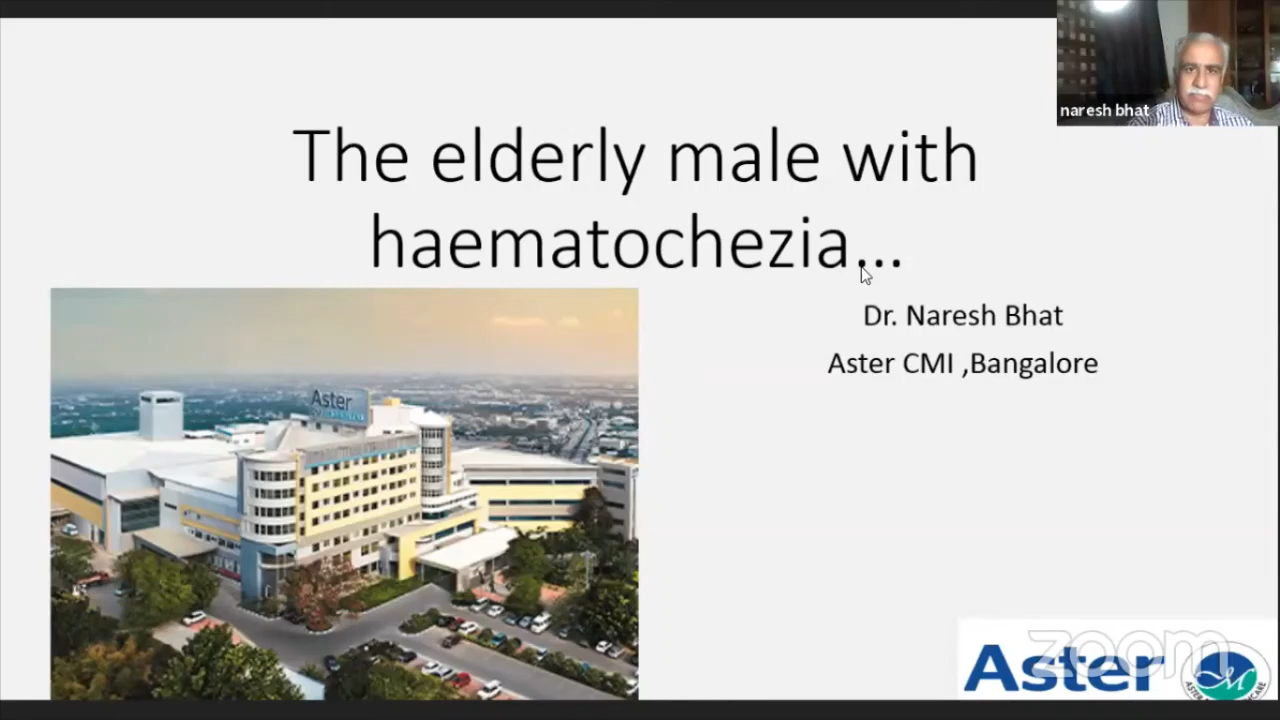 naresh bhat
The elderly male with
haematochezia...
Dr. Naresh Bhat
Aster CMI ,Bangalore
Aster
zoom
Aster